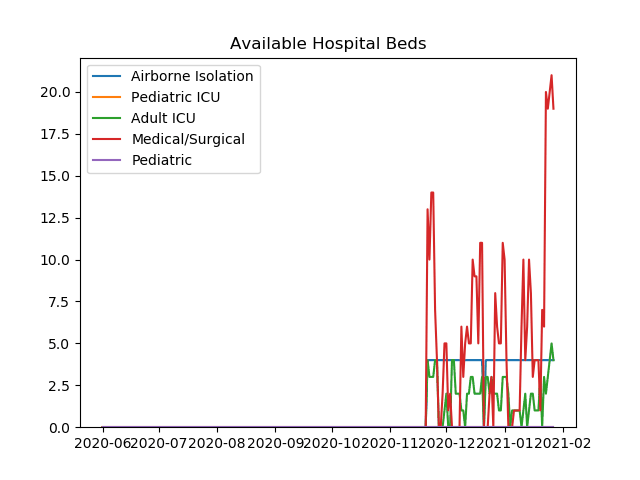 Available Hospital Beds
Airborne Isolation
Pediatric ICU
Adult ICU
Medical/Surgical
Pediatric
20.0
17.5
15.0
12.5
10.0
7.5
5.0
2.5
0.0
2020-06 2020-07 2020-08 2020-09 2020-10 2020-11 2020-12 2021-01 2021-02